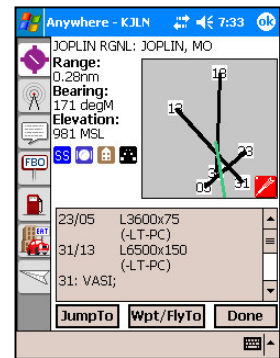 Anywhere - KJLN 7:33 ok
JOPLIN RGNL: JOPLIN, MO
Range:
0.28nm
Bearing:
171 degM
Elevation:
981 MSL
SS
FBO
EAT
18
13
23
31
23/05 L3600x75
(-LT-PC)
31/13 L6500x150
(-LT-PC)
31: VASI;
JumpTo Wpt/FlyTo Done